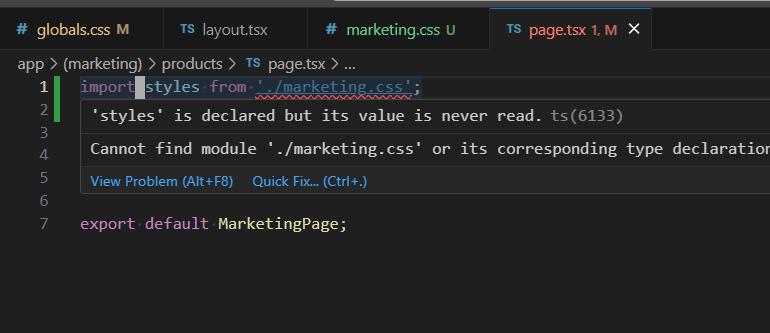 # globals.css M
TS layout.tsx
# marketing.css U
TS page.tsx 1, M ×
app > (marketing) > products > TS page.tsx > ...
1 import styles from './marketing.css';
2
'styles' is declared but its value is never read. ts(6133)
3
4 Cannot find module './marketing.css' or its corresponding type declaration
5 View Problem (Alt+F8) Quick Fix... (Ctrl+.)
6
7 export default MarketingPage;